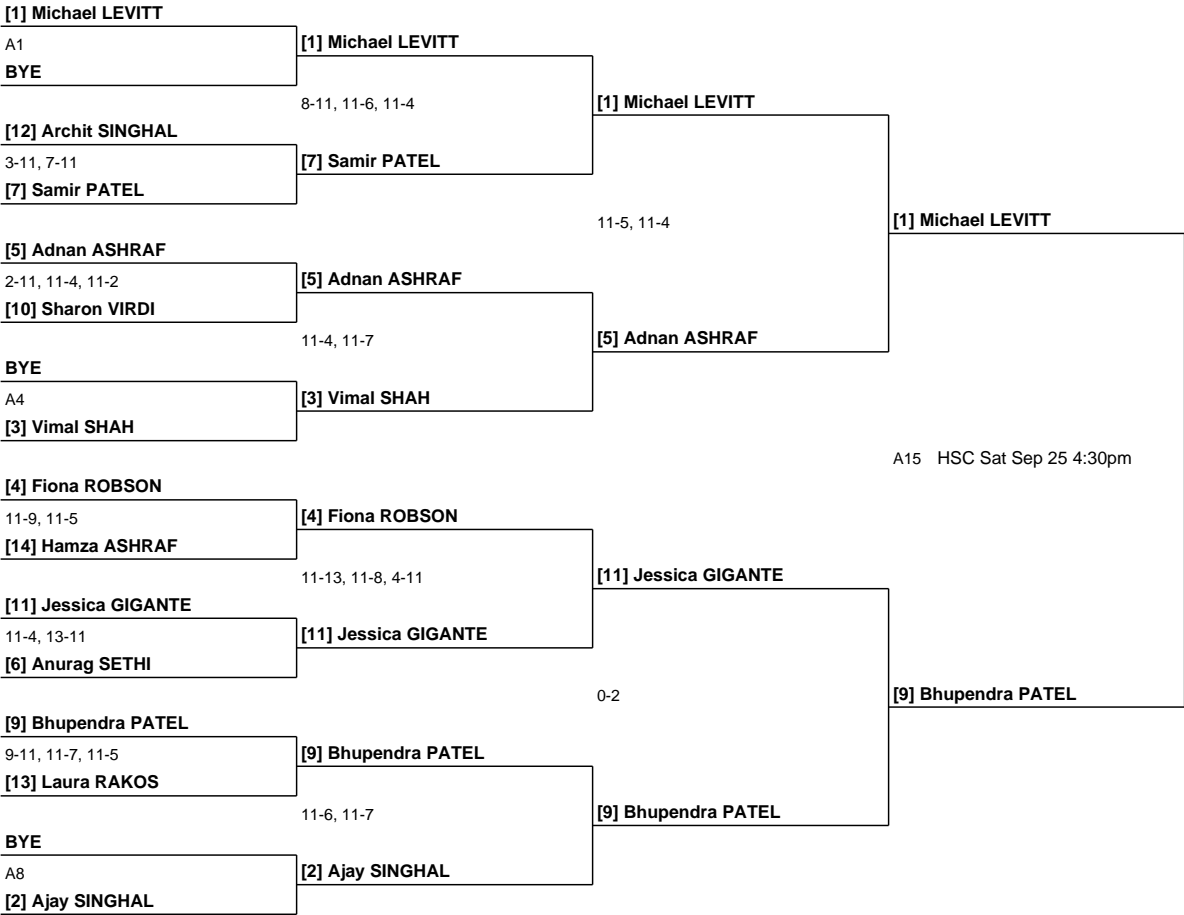 [1] Michael LEVITT
A1
[1] Michael LEVITT
BYE
8-11, 11-6, 11-4
[1] Michael LEVITT
[12] Archit SINGHAL
3-11, 7-11
[7] Samir PATEL
[7] Samir PATEL
11-5, 11-4
[1] Michael LEVITT
[5] Adnan ASHRAF
2-11, 11-4, 11-2
[5] Adnan ASHRAF
[10] Sharon VIRDI
11-4, 11-7
[5] Adnan ASHRAF
BYE
A4
[3] Vimal SHAH
[3] Vimal SHAH
A15 HSC Sat Sep 25 4:30pm
[4] Fiona ROBSON
11-9, 11-5
[4] Fiona ROBSON
[14] Hamza ASHRAF
11-13, 11-8, 4-11
[11] Jessica GIGANTE
[11] Jessica GIGANTE
11-4, 13-11
[11] Jessica GIGANTE
[6] Anurag SETHI
0-2
[9] Bhupendra PATEL
[9] Bhupendra PATEL
9-11, 11-7, 11-5
[9] Bhupendra PATEL
[13] Laura RAKOS
11-6, 11-7
[9] Bhupendra PATEL
BYE
A8
[2] Ajay SINGHAL
[2] Ajay SINGHAL